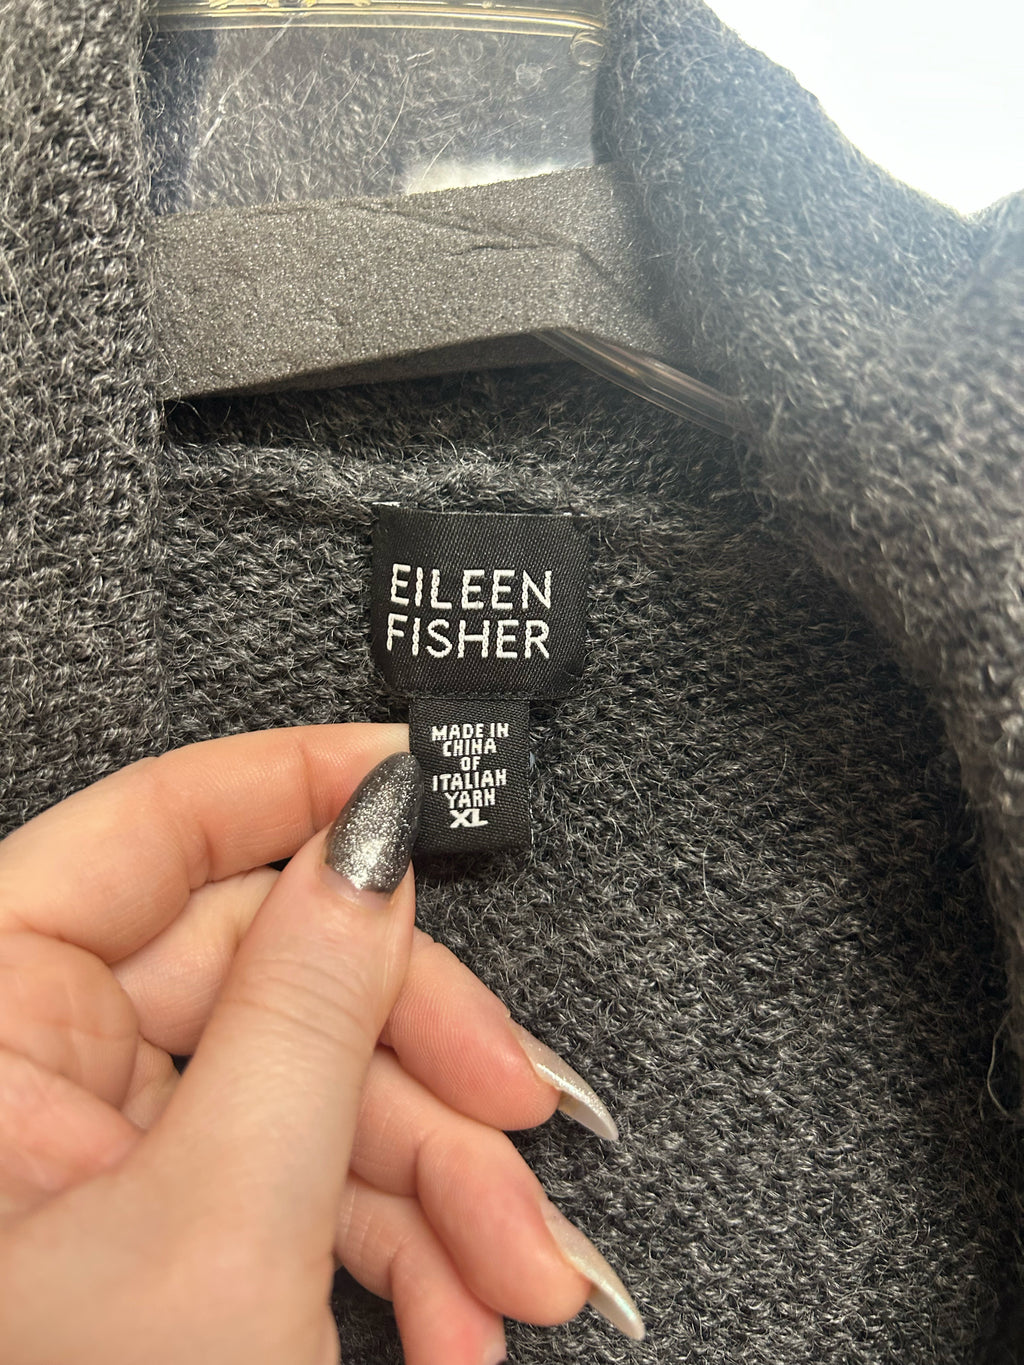 EILEEN
FISHER
MADE IN
CHINA
OF
ITALIAN
YARN
XL